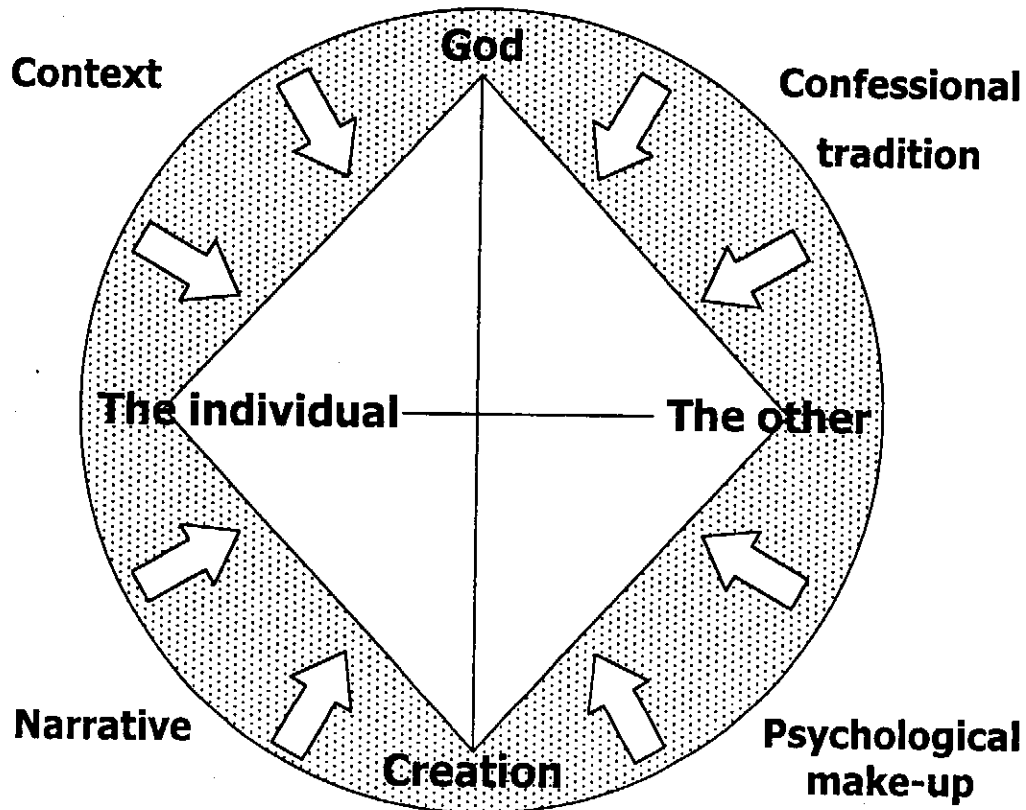 God
Context
Confessional
tradition
The individual
The other
Narrative
Psychological
make-up
Creation